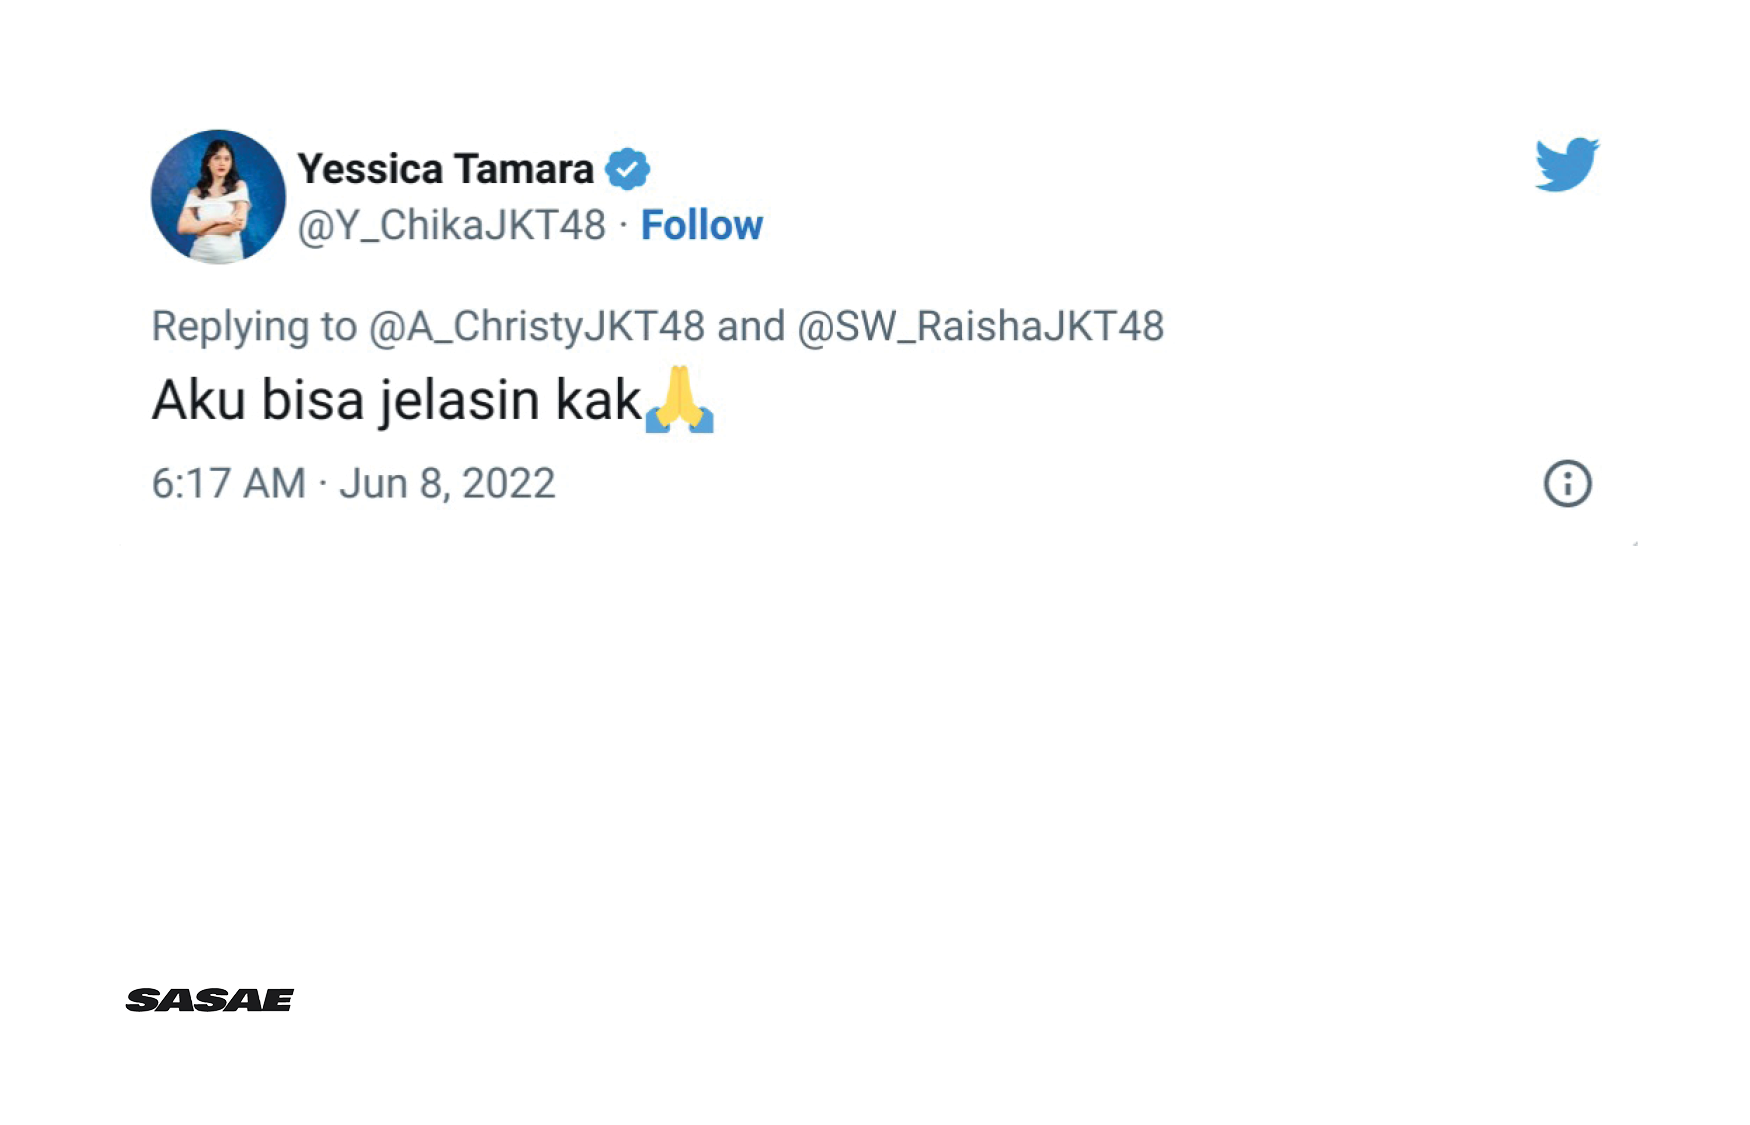 Yessica Tamara
@Y_ChikaJKT48 · Follow
Replying to @A_ChristyJKT48 and @SW_RaishaJKT48
Aku bisa jelasin kak🙏
6:17 AM · Jun 8, 2022
SASAE